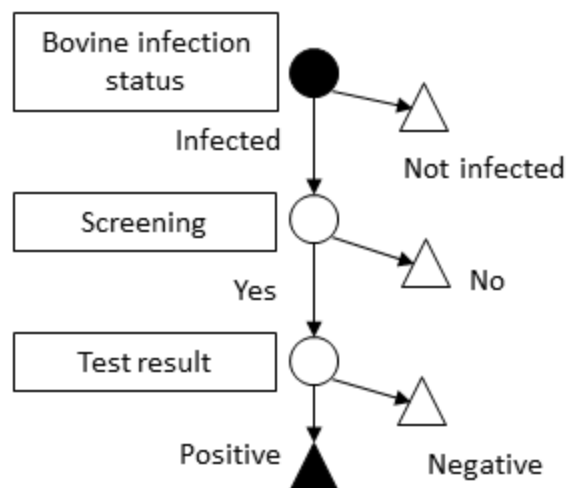 Bovine infection
status
Infected
Not infected
Screening
Yes
No
Test result
Positive
Negative